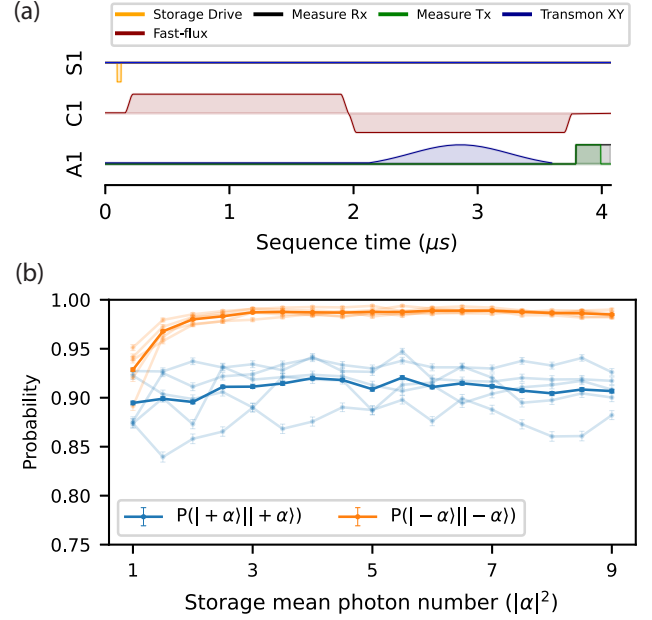 (a)
Storage Drive Measure Rx Measure Tx Transmon XY
Fast-flux
S1
C1
A1
0 1 2 3 4
Sequence time (μs)
(b)
1.00
0.95
0.90
0.85
0.80
0.75
Probability
P(|+α⟩||+α⟩) P(|−α⟩||−α⟩)
1 3 5 7 9
Storage mean photon number (|α|²)